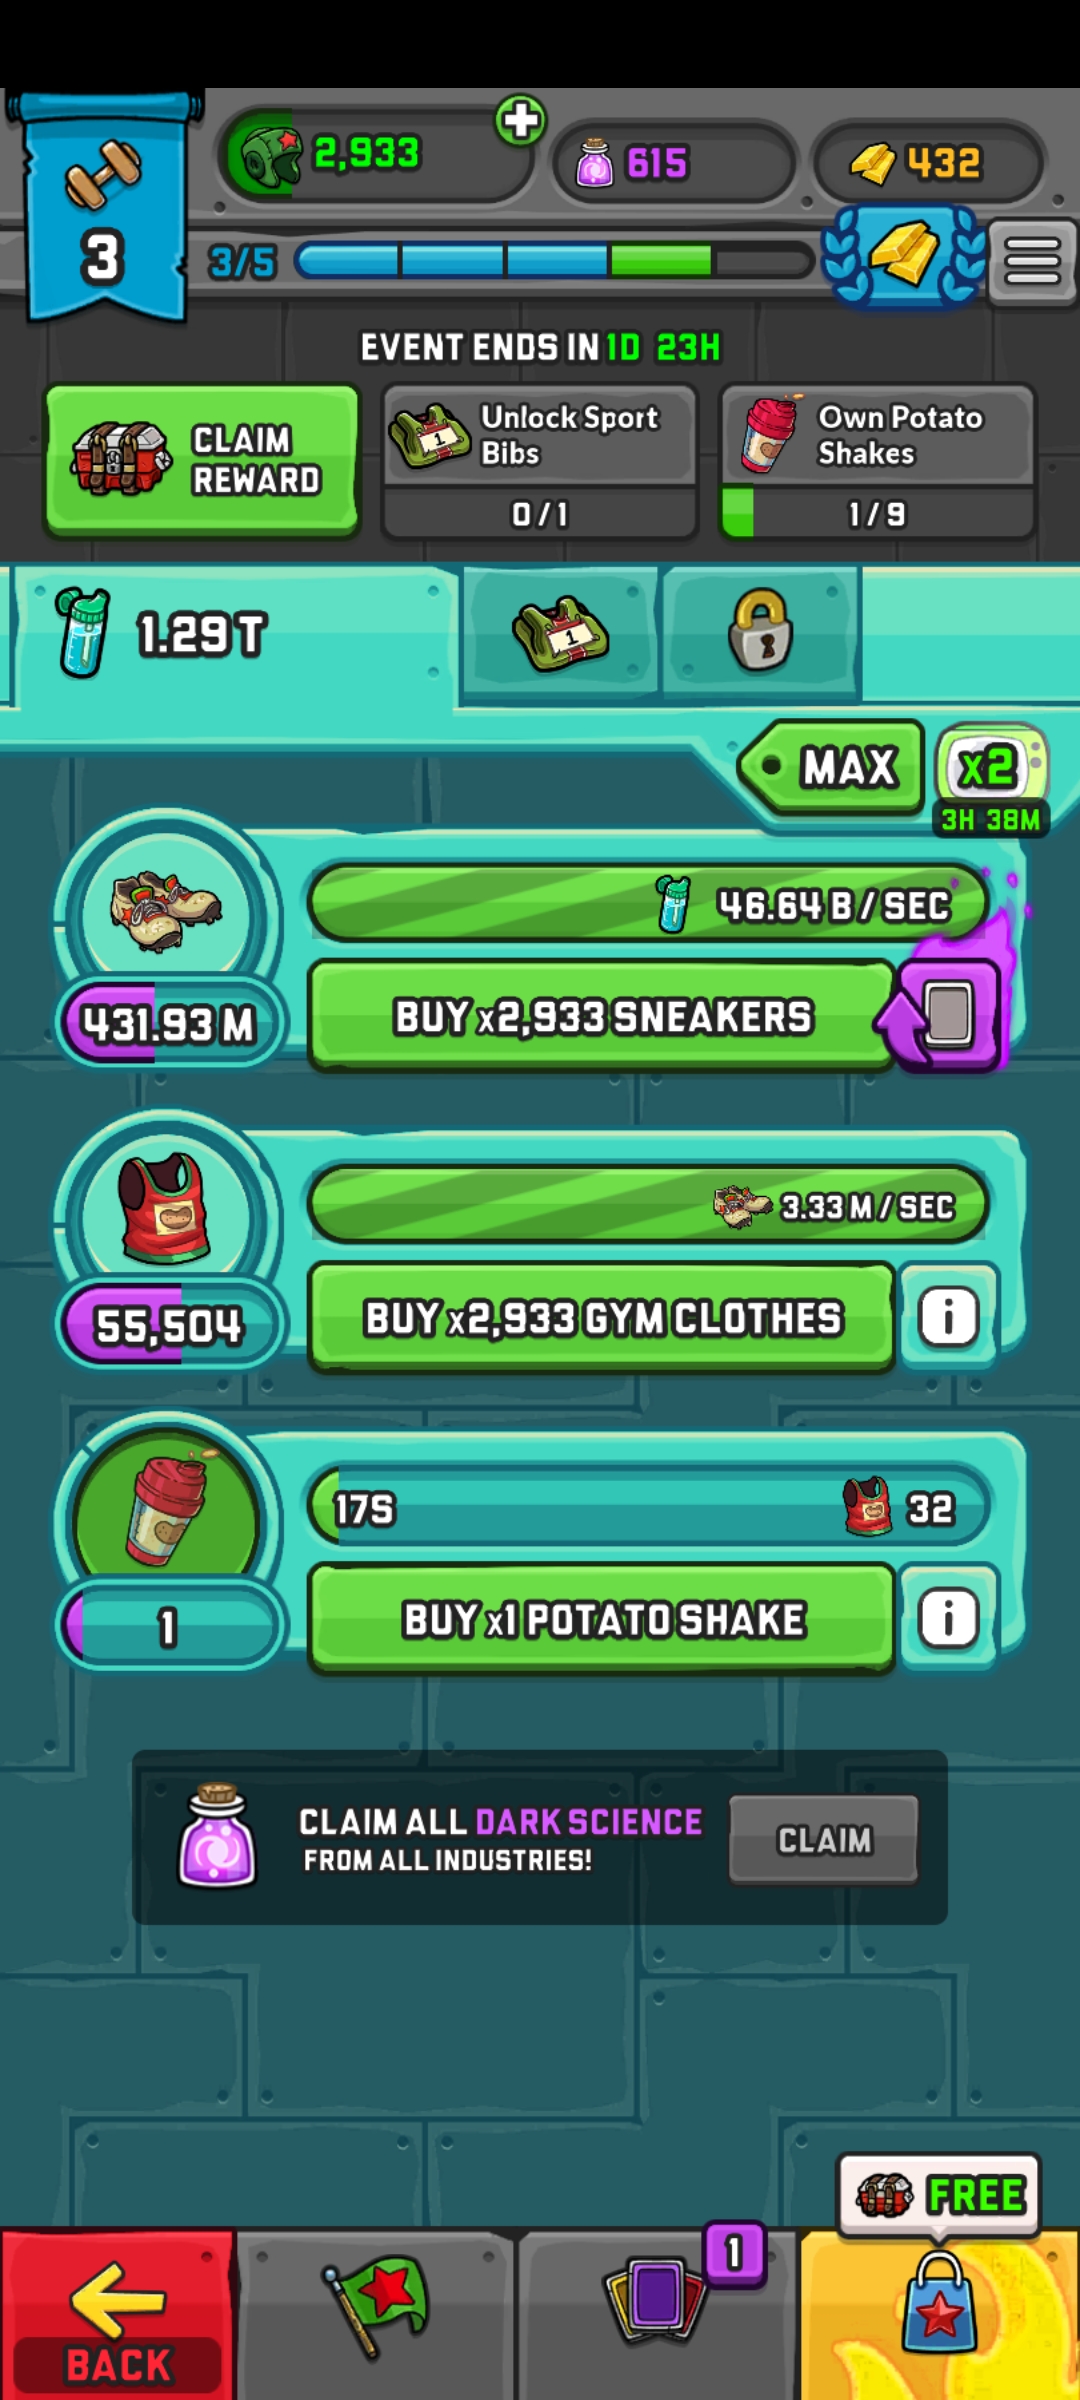 2,933
615
432
3
3/5
EVENT ENDS IN 1D 23H
CLAIM
REWARD
1
Unlock Sport
Bibs
0/1
Own Potato
Shakes
1/9
1.29 T
1
MAX
x2
3H 38M
46.64 B / SEC
431.93 M
BUY x2,933 SNEAKERS
3.33 M / SEC
55,504
BUY x2,933 GYM CLOTHES
i
17S
32
1
BUY x1 POTATO SHAKE
i
CLAIM ALL DARK SCIENCE
FROM ALL INDUSTRIES!
CLAIM
FREE
1
BACK